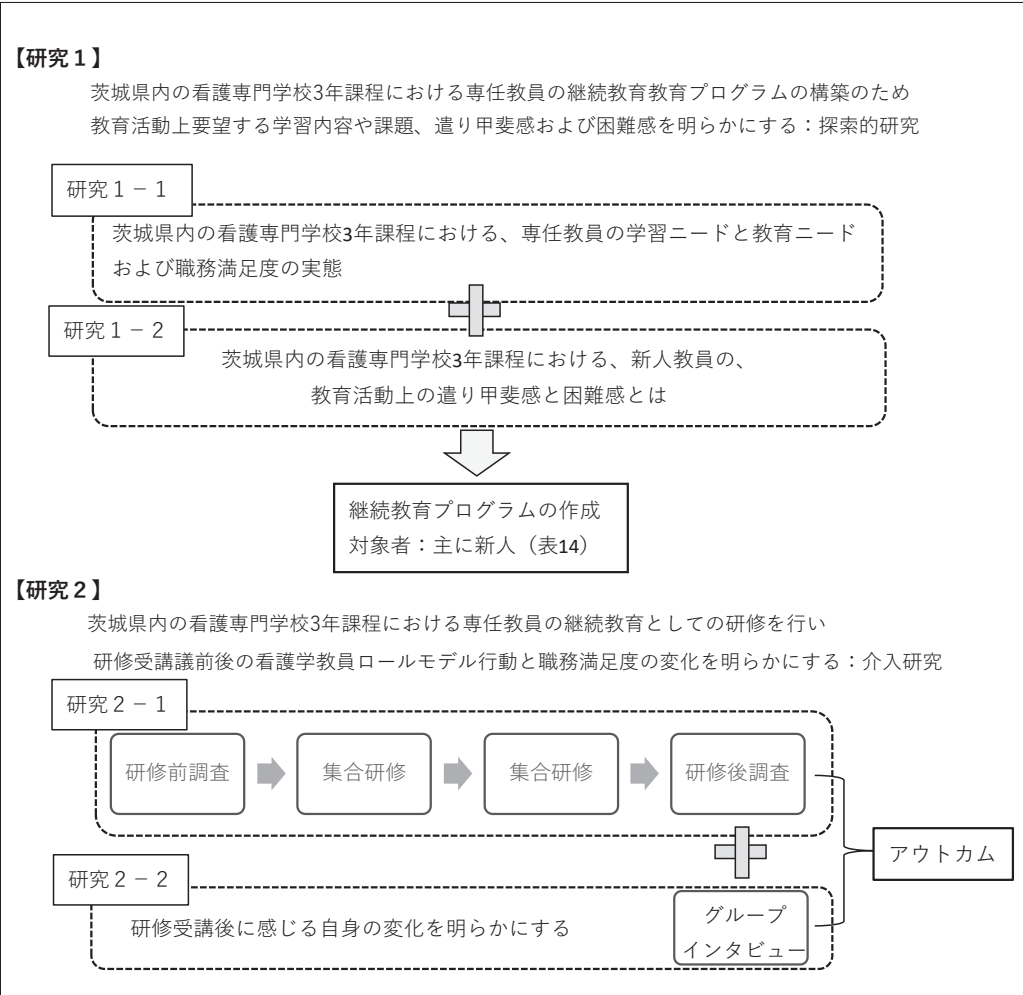 【研究１】
茨城県内の看護専門学校3年課程における専任教員の継続教育教育プログラムの構築のため
教育活動上要望する学習内容や課題、遣り甲斐感および困難感を明らかにする：探索的研究
研究１－１
茨城県内の看護専門学校3年課程における、専任教員の学習ニードと教育ニード
および職務満足度の実態
研究１－２
茨城県内の看護専門学校3年課程における、新人教員の、
教育活動上の遣り甲斐感と困難感とは
継続教育プログラムの作成
対象者：主に新人（表14）
【研究２】
茨城県内の看護専門学校3年課程における専任教員の継続教育としての研修を行い
研修受講議前後の看護学教員ロールモデル行動と職務満足度の変化を明らかにする：介入研究
研究２－１
研修前調査
集合研修
集合研修
研修後調査
アウトカム
研究２－２
研修受講後に感じる自身の変化を明らかにする
グループ
インタビュー